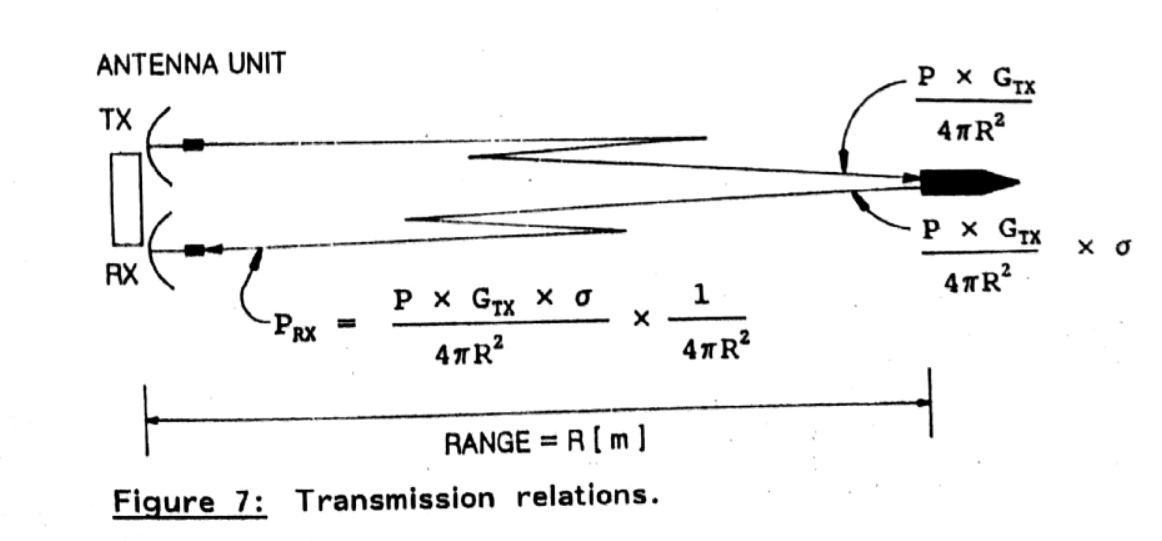 ANTENNA UNIT
TX
P × G_TX
4πR²
RX
P × G_TX
4πR² × σ
P_RX = P × G_TX × σ / 4πR² × 1 / 4πR²
RANGE = R [ m ]
Figure 7: Transmission relations.